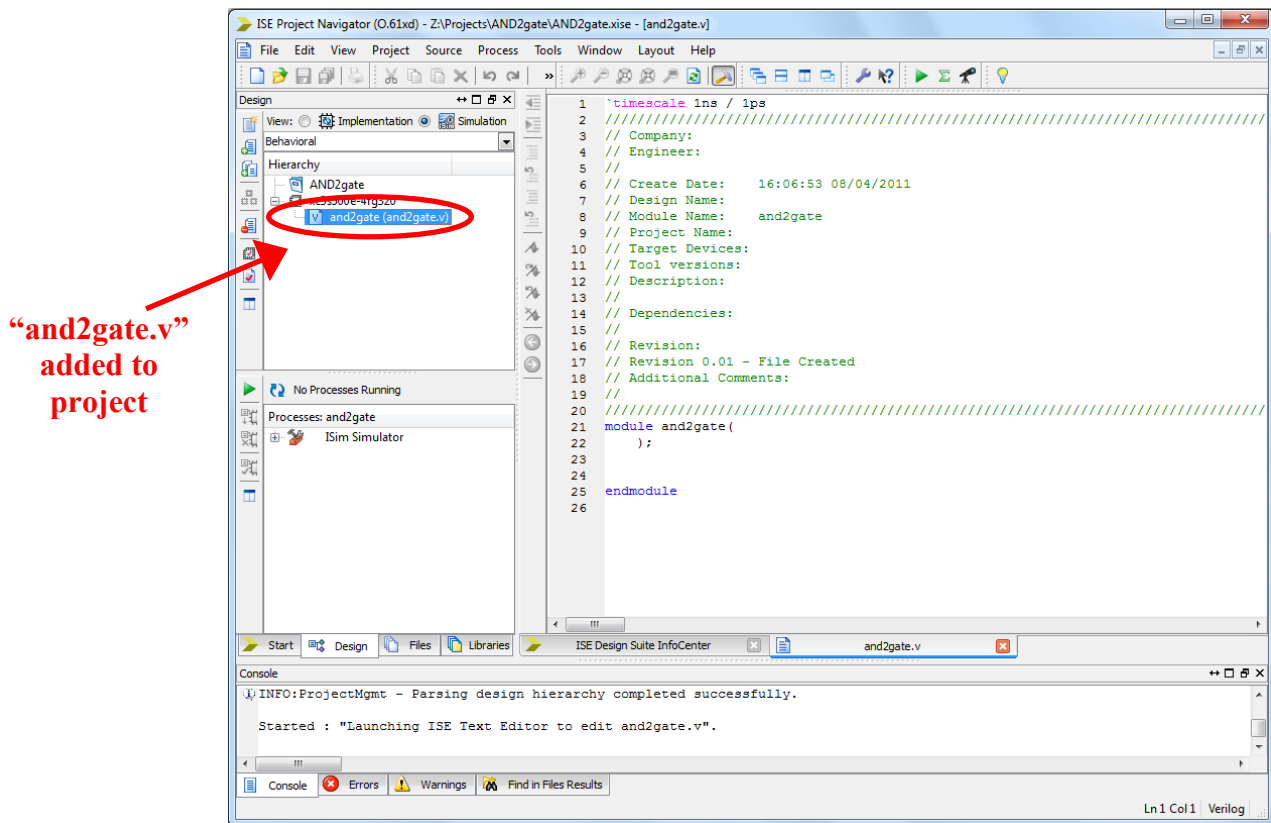 ISE Project Navigator (O.61xd) - Z:\Projects\AND2gate\AND2gate.xise - [and2gate.v]
File Edit View Project Source Process Tools Window Layout Help
Design
View: Implementation Simulation
Behavioral
Hierarchy
AND2gate
xc3s500e-4fg320
and2gate (and2gate.v)
"and2gate.v"
added to
project
No Processes Running
Processes: and2gate
ISim Simulator
Start Design Files Libraries
1 `timescale 1ns / 1ps
2 //////////////////////////////////////////////////////////////////////////////////
3 // Company:
4 // Engineer:
5 //
6 // Create Date: 16:06:53 08/04/2011
7 // Design Name:
8 // Module Name: and2gate
9 // Project Name:
10 // Target Devices:
11 // Tool versions:
12 // Description:
13 //
14 // Dependencies:
15 //
16 // Revision:
17 // Revision 0.01 - File Created
18 // Additional Comments:
19 //
20 //////////////////////////////////////////////////////////////////////////////////
21 module and2gate(
22 );
23
24
25 endmodule
26
ISE Design Suite InfoCenter and2gate.v
Console
INFO:ProjectMgmt - Parsing design hierarchy completed successfully.
Started : "Launching ISE Text Editor to edit and2gate.v".
Console Errors Warnings Find in Files Results
Ln 1 Col 1 Verilog